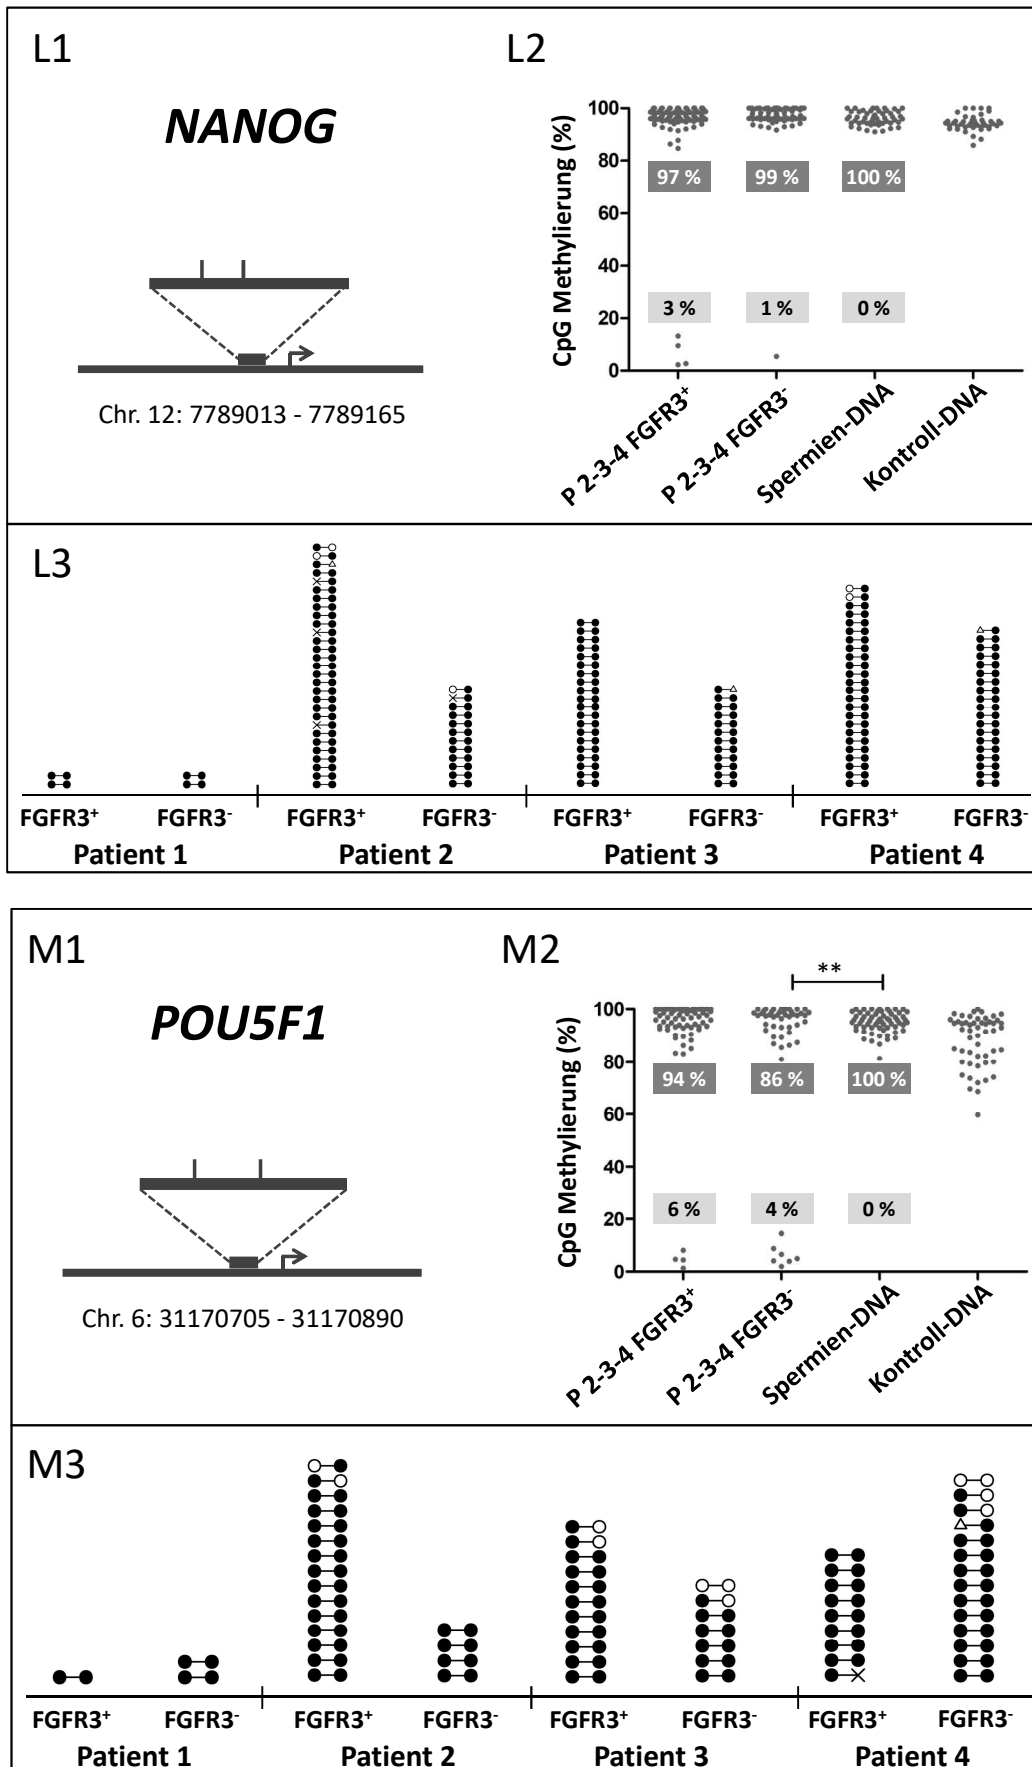 L1
NANOG
Chr. 12: 7789013 - 7789165
L2
CpG Methylierung (%)
100
80
60
40
20
0
97 %
99 %
100 %
3 %
1 %
0 %
P 2-3-4 FGFR3⁺
P 2-3-4 FGFR3⁻
Spermien-DNA
Kontroll-DNA
L3
FGFR3⁺
FGFR3⁻
FGFR3⁺
FGFR3⁻
FGFR3⁺
FGFR3⁻
FGFR3⁺
FGFR3⁻
Patient 1
Patient 2
Patient 3
Patient 4
M1
POU5F1
Chr. 6: 31170705 - 31170890
M2
**
CpG Methylierung (%)
100
80
60
40
20
0
94 %
86 %
100 %
6 %
4 %
0 %
P 2-3-4 FGFR3⁺
P 2-3-4 FGFR3⁻
Spermien-DNA
Kontroll-DNA
M3
FGFR3⁺
FGFR3⁻
FGFR3⁺
FGFR3⁻
FGFR3⁺
FGFR3⁻
FGFR3⁺
FGFR3⁻
Patient 1
Patient 2
Patient 3
Patient 4